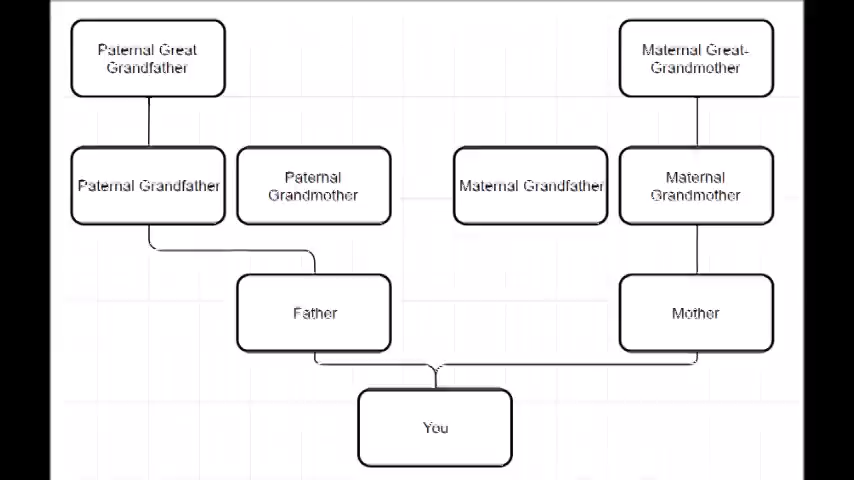 Paternal Great
Grandfather
Maternal Great-
Grandmother
Paternal Grandfather
Paternal
Grandmother
Maternal Grandfather
Maternal
Grandmother
Father
Mother
You